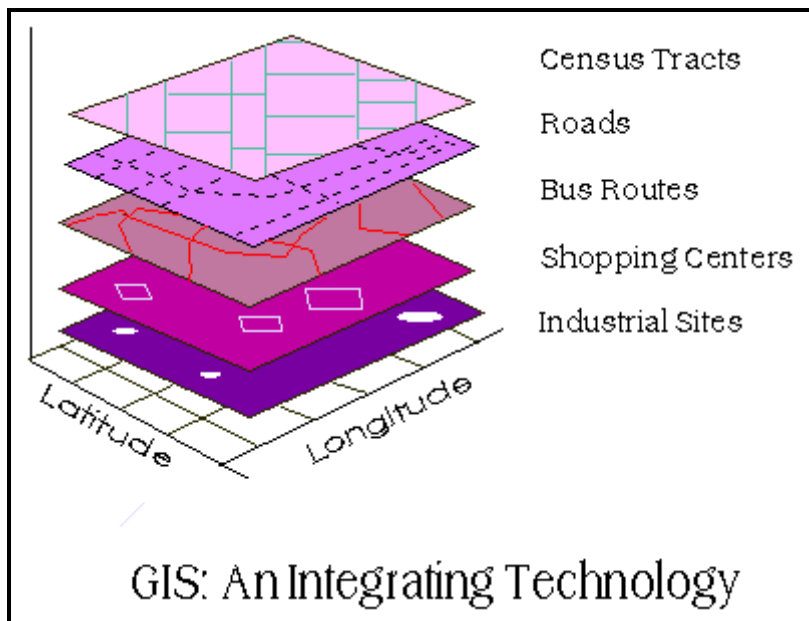 Census Tracts
Roads
Bus Routes
Shopping Centers
Industrial Sites
Latitude
Longitude
GIS: An Integrating Technology